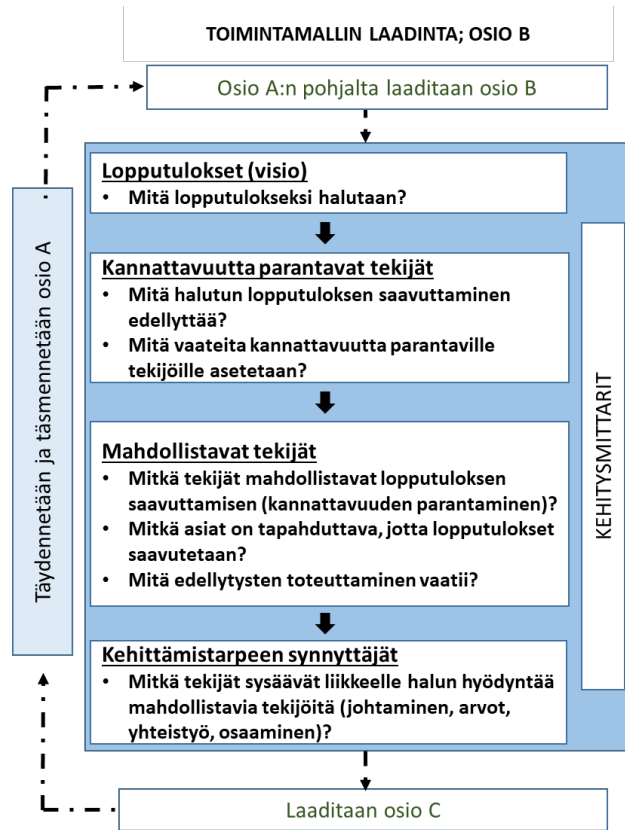 TOIMINTAMALLIN LAADINTA; OSIO B
Osio A:n pohjalta laaditaan osio B
Täydennetään ja täsmennetään osio A
Lopputulokset (visio)
• Mitä lopputulokseksi halutaan?
Kannattavuutta parantavat tekijät
• Mitä halutun lopputuloksen saavuttaminen
edellyttää?
• Mitä vaateita kannattavuutta parantaville
tekijöille asetetaan?
Mahdollistavat tekijät
• Mitkä tekijät mahdollistavat lopputuloksen
saavuttamisen (kannattavuuden parantaminen)?
• Mitkä asiat on tapahduttava, jotta lopputulokset
saavutetaan?
• Mitä edellytysten toteuttaminen vaatii?
Kehittämistarpeen synnyttäjät
• Mitkä tekijät sysäävät liikkeelle halun hyödyntää
mahdollistavia tekijöitä (johtaminen, arvot,
yhteistyö, osaaminen)?
KEHITYSMITTARIT
Laaditaan osio C